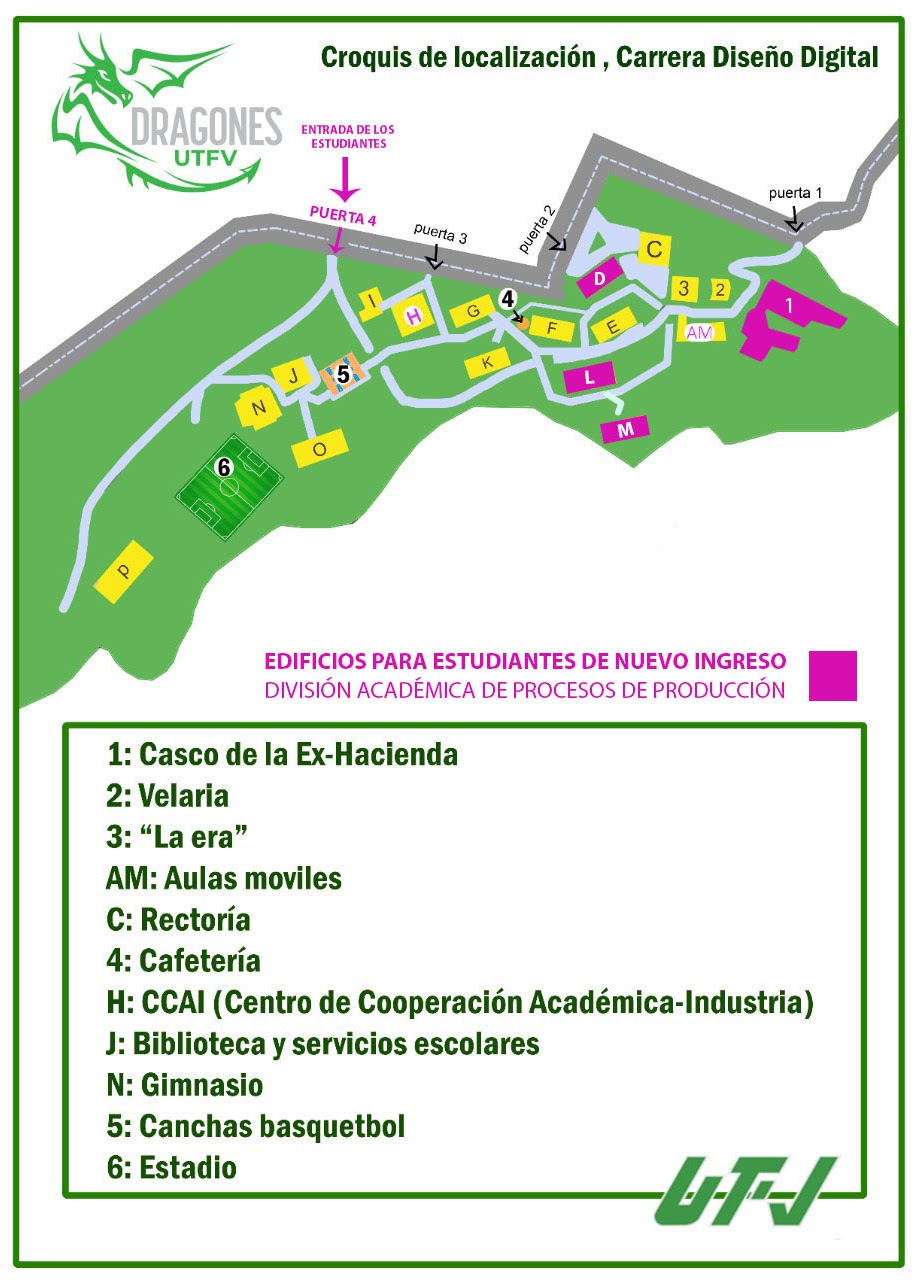 Croquis de localización , Carrera Diseño Digital
DRAGONES
UTFV
ENTRADA DE LOS
ESTUDIANTES
PUERTA 4
puerta 3
puerta 2
puerta 1
C
D
3
2
1
I
H
G
4
F
E
AM
K
L
M
J
5
N
O
6
p
EDIFICIOS PARA ESTUDIANTES DE NUEVO INGRESO
DIVISIÓN ACADÉMICA DE PROCESOS DE PRODUCCIÓN
1: Casco de la Ex-Hacienda
2: Velaria
3: “La era”
AM: Aulas moviles
C: Rectoría
4: Cafetería
H: CCAI (Centro de Cooperación Académica-Industria)
J: Biblioteca y servicios escolares
N: Gimnasio
5: Canchas basquetbol
6: Estadio
UTFV